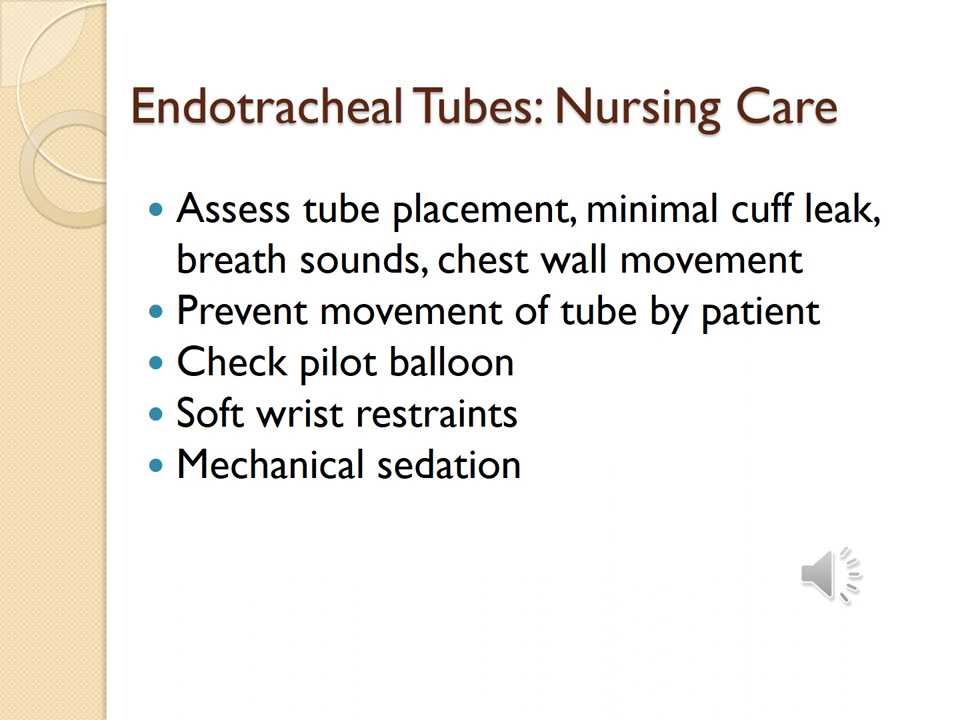 Endotracheal Tubes: Nursing Care
• Assess tube placement, minimal cuff leak,
breath sounds, chest wall movement
• Prevent movement of tube by patient
• Check pilot balloon
• Soft wrist restraints
• Mechanical sedation